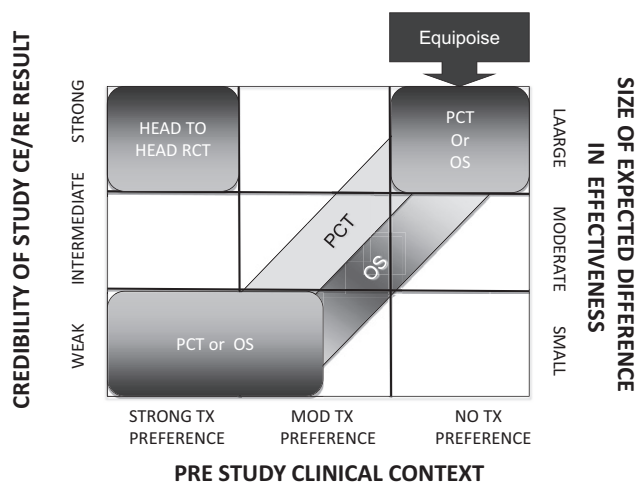 Equipoise
CREDIBILITY OF STUDY CE/RE RESULT
STRONG
INTERMEDIATE
WEAK
HEAD TO
HEAD RCT
PCT
Or
OS
PCT
OS
PCT or OS
LAARGE
MODERATE
SMALL
SIZE OF EXPECTED DIFFERENCE
IN EFFECTIVENESS
STRONG TX
PREFERENCE
MOD TX
PREFERENCE
NO TX
PREFERENCE
PRE STUDY CLINICAL CONTEXT